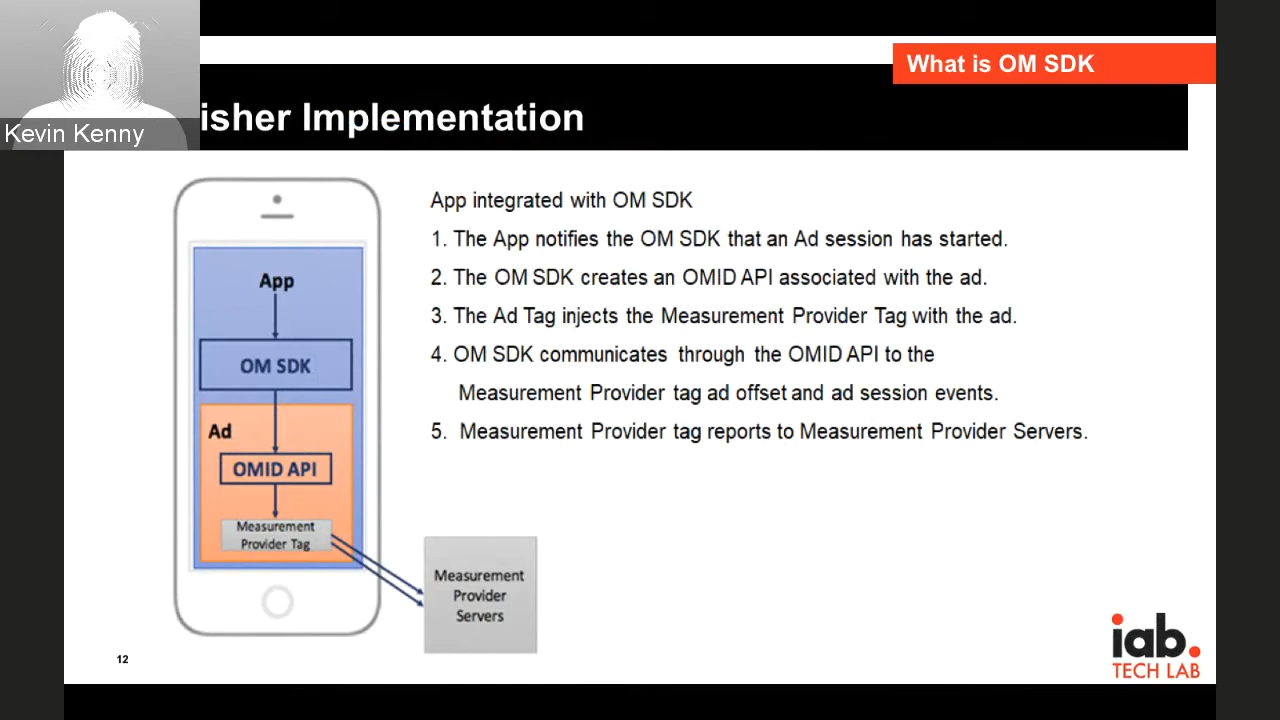 What is OM SDK
Kevin Kenny
isher Implementation
App integrated with OM SDK
1. The App notifies the OM SDK that an Ad session has started.
2. The OM SDK creates an OMID API associated with the ad.
3. The Ad Tag injects the Measurement Provider Tag with the ad.
4. OM SDK communicates through the OMID API to the
Measurement Provider tag ad offset and ad session events.
5. Measurement Provider tag reports to Measurement Provider Servers.
App
OM SDK
Ad
OMID API
Measurement
Provider Tag
Measurement
Provider
Servers
12
iab.
TECH LAB